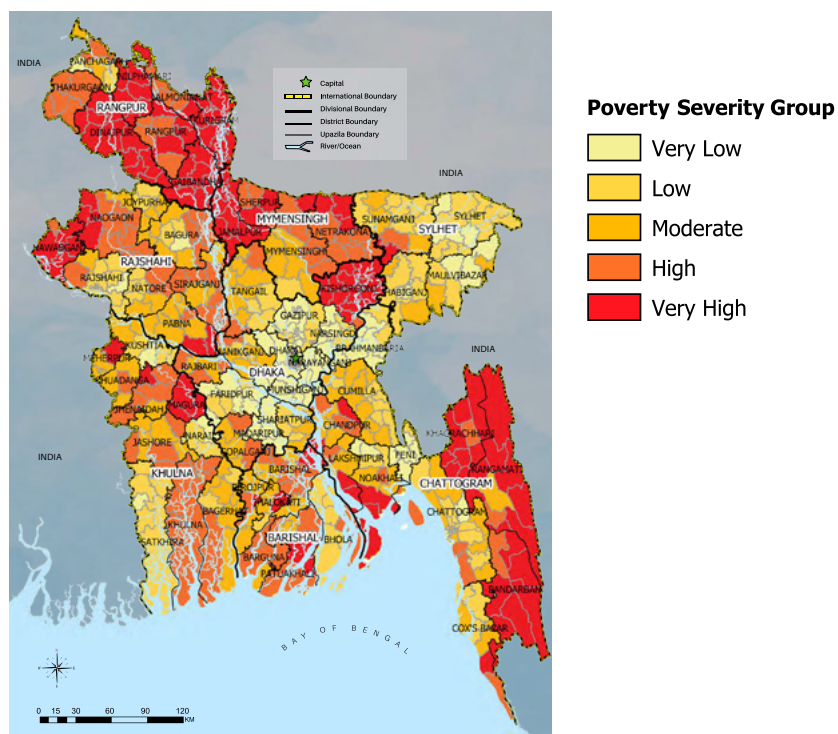 INDIA
PANCHAGARH
NILPHAMARI
THAKURGAON
LALMONIRHAT
RANGPUR
KURIGRAM
DINAJPUR
RANGPUR
GAIBANDHA
Capital
International Boundary
Divisional Boundary
District Boundary
Upazila Boundary
River/Ocean
INDIA
JOYPURHAT
SHERPUR
NAOGAON
MYMENSINGH
SUNAMGANJ
SYLHET
SYLHET
BAGURA
JAMALPUR
NETRAKONA
NAWABGANJ
MYMENSINGH
RAJSHAHI
RAJSHAHI
MAULVIBAZAR
NATORE
SIRAJGANJ
TANGAIL
KISHORGONJ
HABIGANJ
GAZIPUR
PABNA
NARSINGDI
KUSHTIA
MEHERPUR
MANIKGANJ
DHAKA
BRAHMANBARIA
INDIA
NARAYANGANJ
RAJBARI
DHAKA
CHUADANGA
FARIDPUR
MUNSHIGANJ
CUMILLA
MAGURA
JHENAIDAH
SHARIATPUR
CHANDPUR
NARAIL
MADARIPUR
KHAGRACHHARI
JASHORE
GOPALGANJ
FENI
INDIA
LAKSHMIPUR
BARISHAL
RANGAMATI
KHULNA
NOAKHALI
CHATTOGRAM
PIROJPUR
JHALOKATI
BAGERHAT
CHATTOGRAM
KHULNA
BARISHAL
BHOLA
SATKHIRA
BARGUNA
PATUAKHALI
BANDARBAN
COX'S BAZAR
BAY OF BENGAL
0 15 30 60 90 120
KM
Poverty Severity Group
Very Low
Low
Moderate
High
Very High